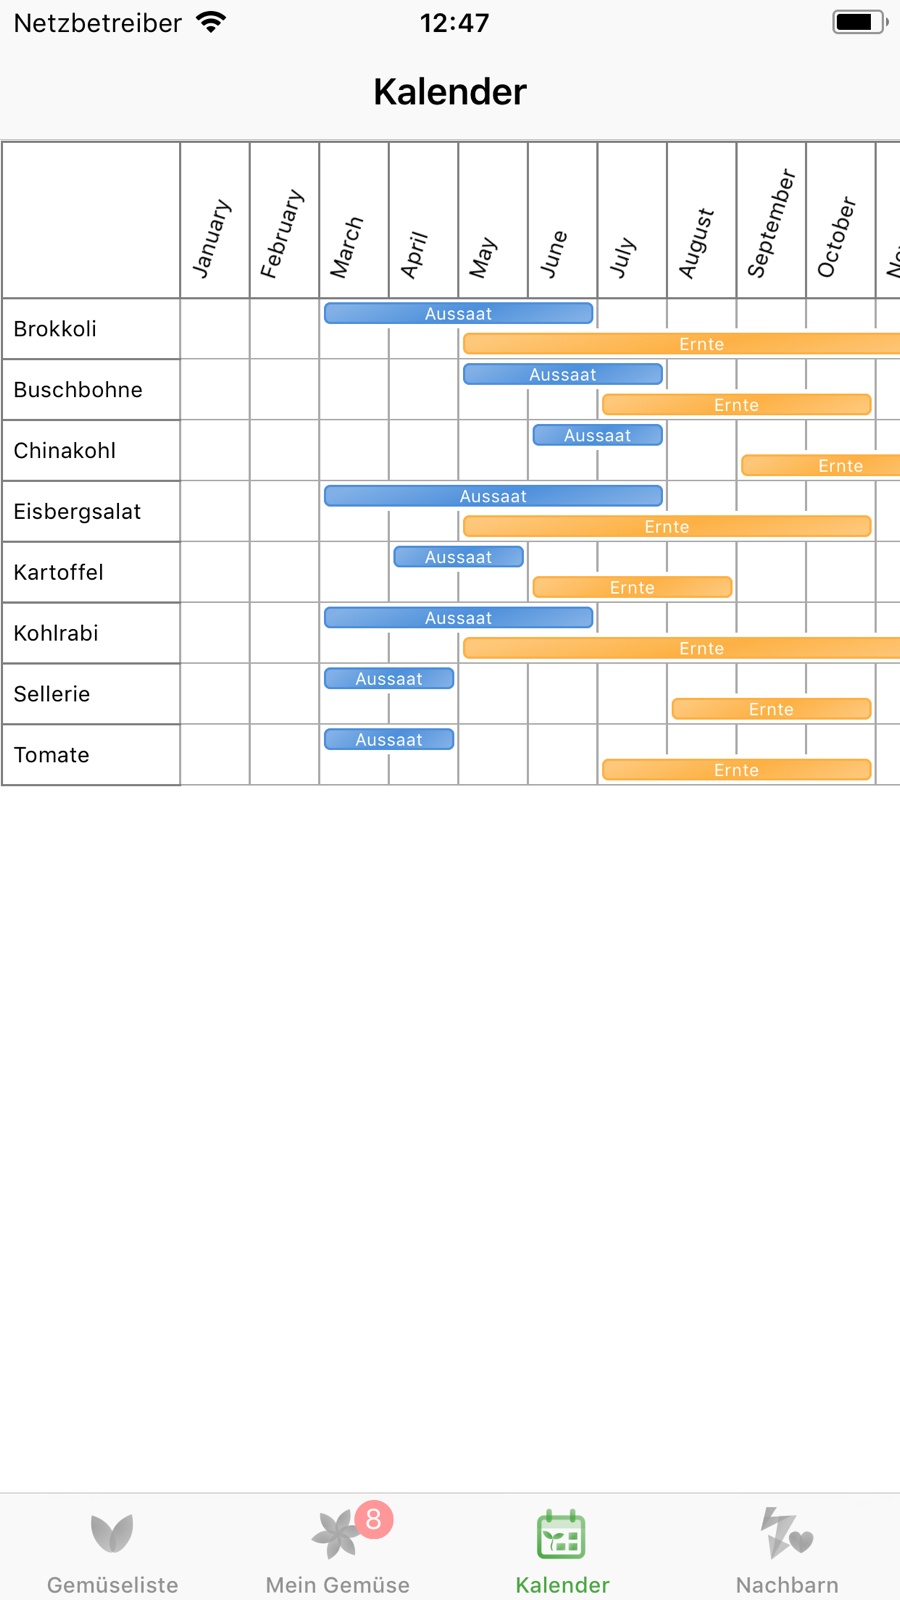 Netzbetreiber 12:47
Kalender
January February March April May June July August September October
Brokkoli Aussaat
Ernte
Buschbohne Aussaat
Ernte
Chinakohl Aussaat
Ernte
Eisbergsalat Aussaat
Ernte
Kartoffel Aussaat
Ernte
Kohlrabi Aussaat
Ernte
Sellerie Aussaat
Ernte
Tomate Aussaat
Ernte
8
Gemüseliste Mein Gemüse Kalender Nachbarn